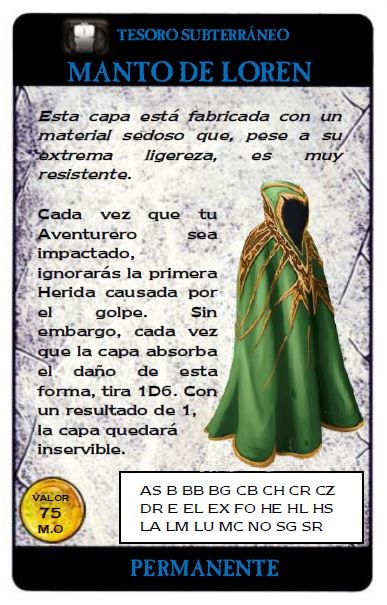 TESORO SUBTERRÁNEO
MANTO DE LOREN
Esta capa está fabricada con un
material sedoso que, pese a su
extrema ligereza, es muy
resistente.
Cada vez que tu
Aventurero sea
impactado,
ignorarás la primera
Herida causada por
el golpe. Sin
embargo, cada vez
que la capa absorba
el daño de esta
forma, tira 1D6. Con
un resultado de 1,
la capa quedará
inservible.
VALOR
75
M.O
AS B BB BG CB CH CR CZ
DR E EL EX FO HE HL HS
LA LM LU MC NO SG SR
PERMANENTE